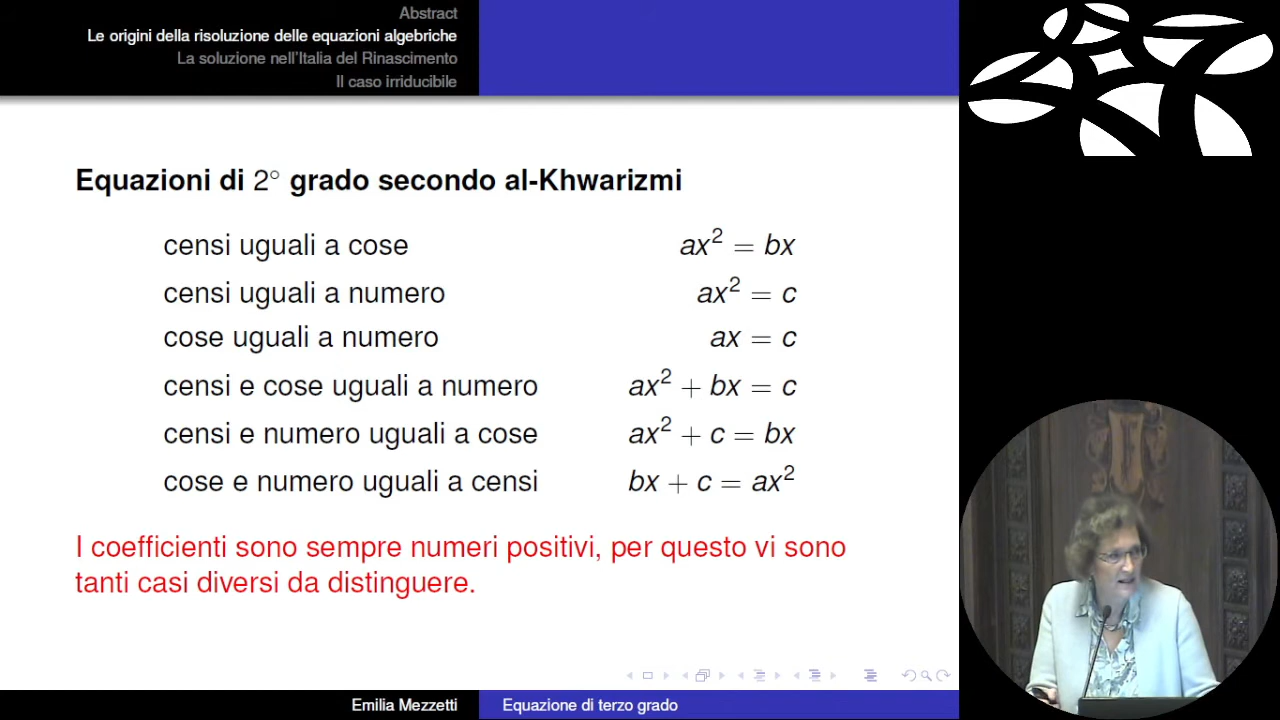 Abstract
Le origini della risoluzione delle equazioni algebriche
La soluzione nell'Italia del Rinascimento
Il caso irriducibile
Equazioni di 2° grado secondo al-Khwarizmi
censi uguali a cose ax² = bx
censi uguali a numero ax² = c
cose uguali a numero ax = c
censi e cose uguali a numero ax² + bx = c
censi e numero uguali a cose ax² + c = bx
cose e numero uguali a censi bx + c = ax²
I coefficienti sono sempre numeri positivi, per questo vi sono
tanti casi diversi da distinguere.
Emilia Mezzetti Equazione di terzo grado